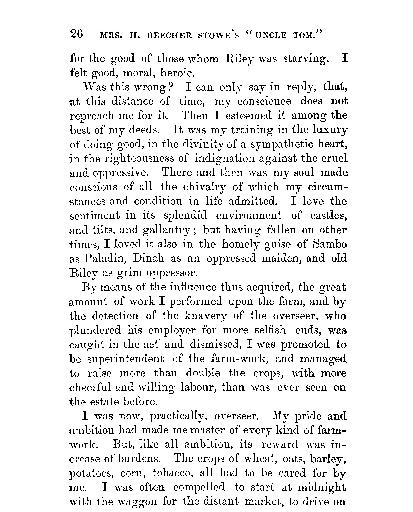 26 MRS. H. BEECHER STOWE'S "UNCLE TOM."
for the good of those whom Riley was starving. I
felt good, moral, heroic.
Was this wrong? I can only say in reply, that,
at this distance of time, my conscience does not
reproach me for it. Then I esteemed it among the
best of my deeds. It was my training in the luxury
of doing good, in the divinity of a sympathetic heart,
in the righteousness of indignation against the cruel
and oppressive. There and then was my soul made
conscious of all the chivalry of which my circum-
stances and condition in life admitted. I love the
sentiment in its splendid environment of castles,
and tilts, and gallantry; but having fallen on other
times, I loved it also in the homely guise of Sambo
as Paladin, Dinah as an oppressed maiden, and old
Riley as grim oppressor.
By means of the influence thus acquired, the great
amount of work I performed upon the farm, and by
the detection of the knavery of the overseer, who
plundered his employer for more selfish ends, was
caught in the act and dismissed, I was promoted to
be superintendent of the farm-work, and managed
to raise more than double the crops, with more
cheerful and willing labour, than was ever seen on
the estate before.
I was now, practically, overseer. My pride and
ambition had made me master of every kind of farm-
work. But, like all ambition, its reward was in-
crease of burdens. The crops of wheat, oats, barley,
potatoes, corn, tobacco, all had to be cared for by
me. I was often compelled to start at midnight
with the waggon for the distant market, to drive on